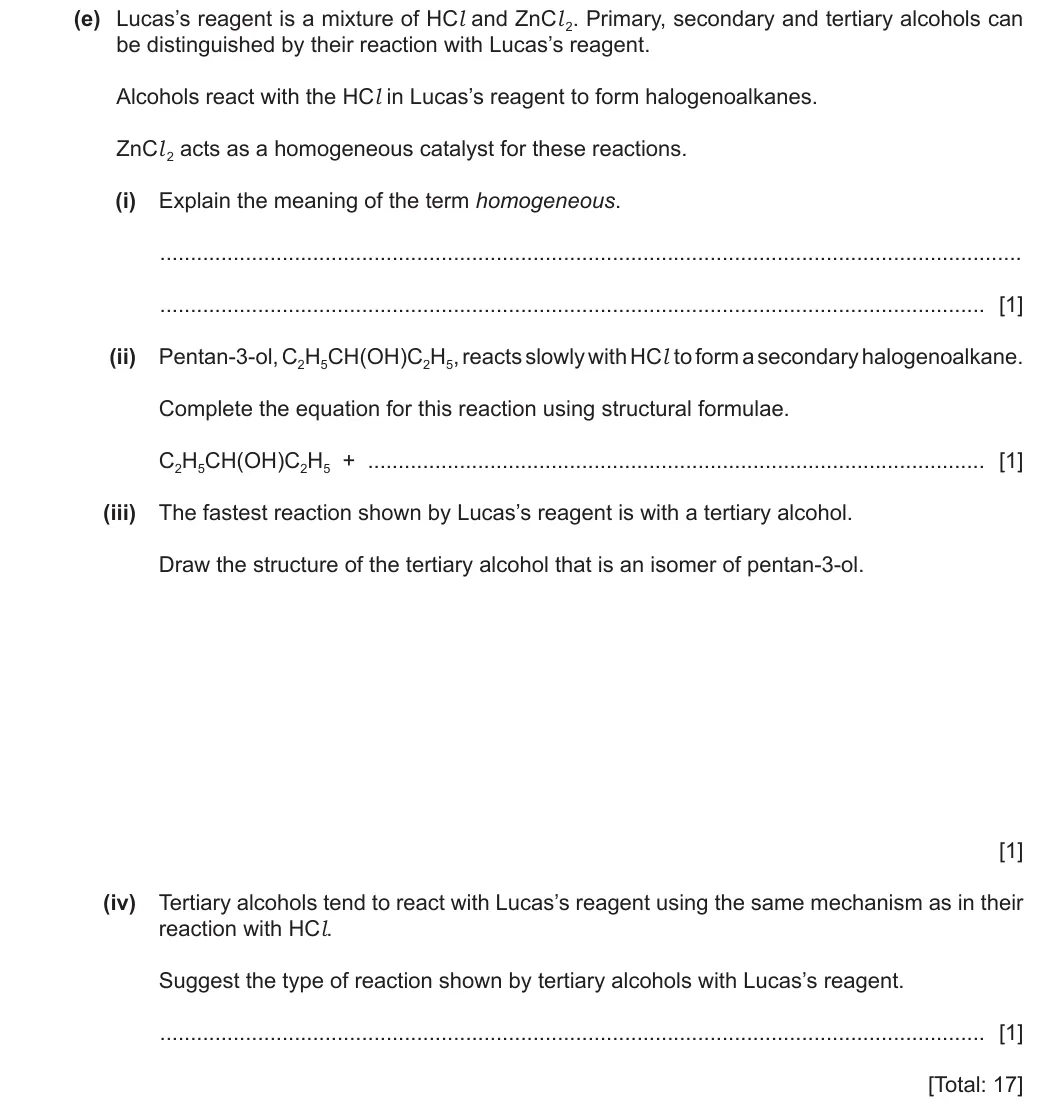 (e) Lucas’s reagent is a mixture of HCl and ZnCl₂. Primary, secondary and tertiary alcohols can
be distinguished by their reaction with Lucas’s reagent.
Alcohols react with the HCl in Lucas’s reagent to form halogenoalkanes.
ZnCl₂ acts as a homogeneous catalyst for these reactions.
(i) Explain the meaning of the term homogeneous.
..............................................................................................................................................
........................................................................................................................................ [1]
(ii) Pentan-3-ol, C₂H₅CH(OH)C₂H₅, reacts slowly with HCl to form a secondary halogenoalkane.
Complete the equation for this reaction using structural formulae.
C₂H₅CH(OH)C₂H₅ + ...................................................................................................... [1]
(iii) The fastest reaction shown by Lucas’s reagent is with a tertiary alcohol.
Draw the structure of the tertiary alcohol that is an isomer of pentan-3-ol.
[1]
(iv) Tertiary alcohols tend to react with Lucas’s reagent using the same mechanism as in their
reaction with HCl.
Suggest the type of reaction shown by tertiary alcohols with Lucas’s reagent.
........................................................................................................................................ [1]
[Total: 17]